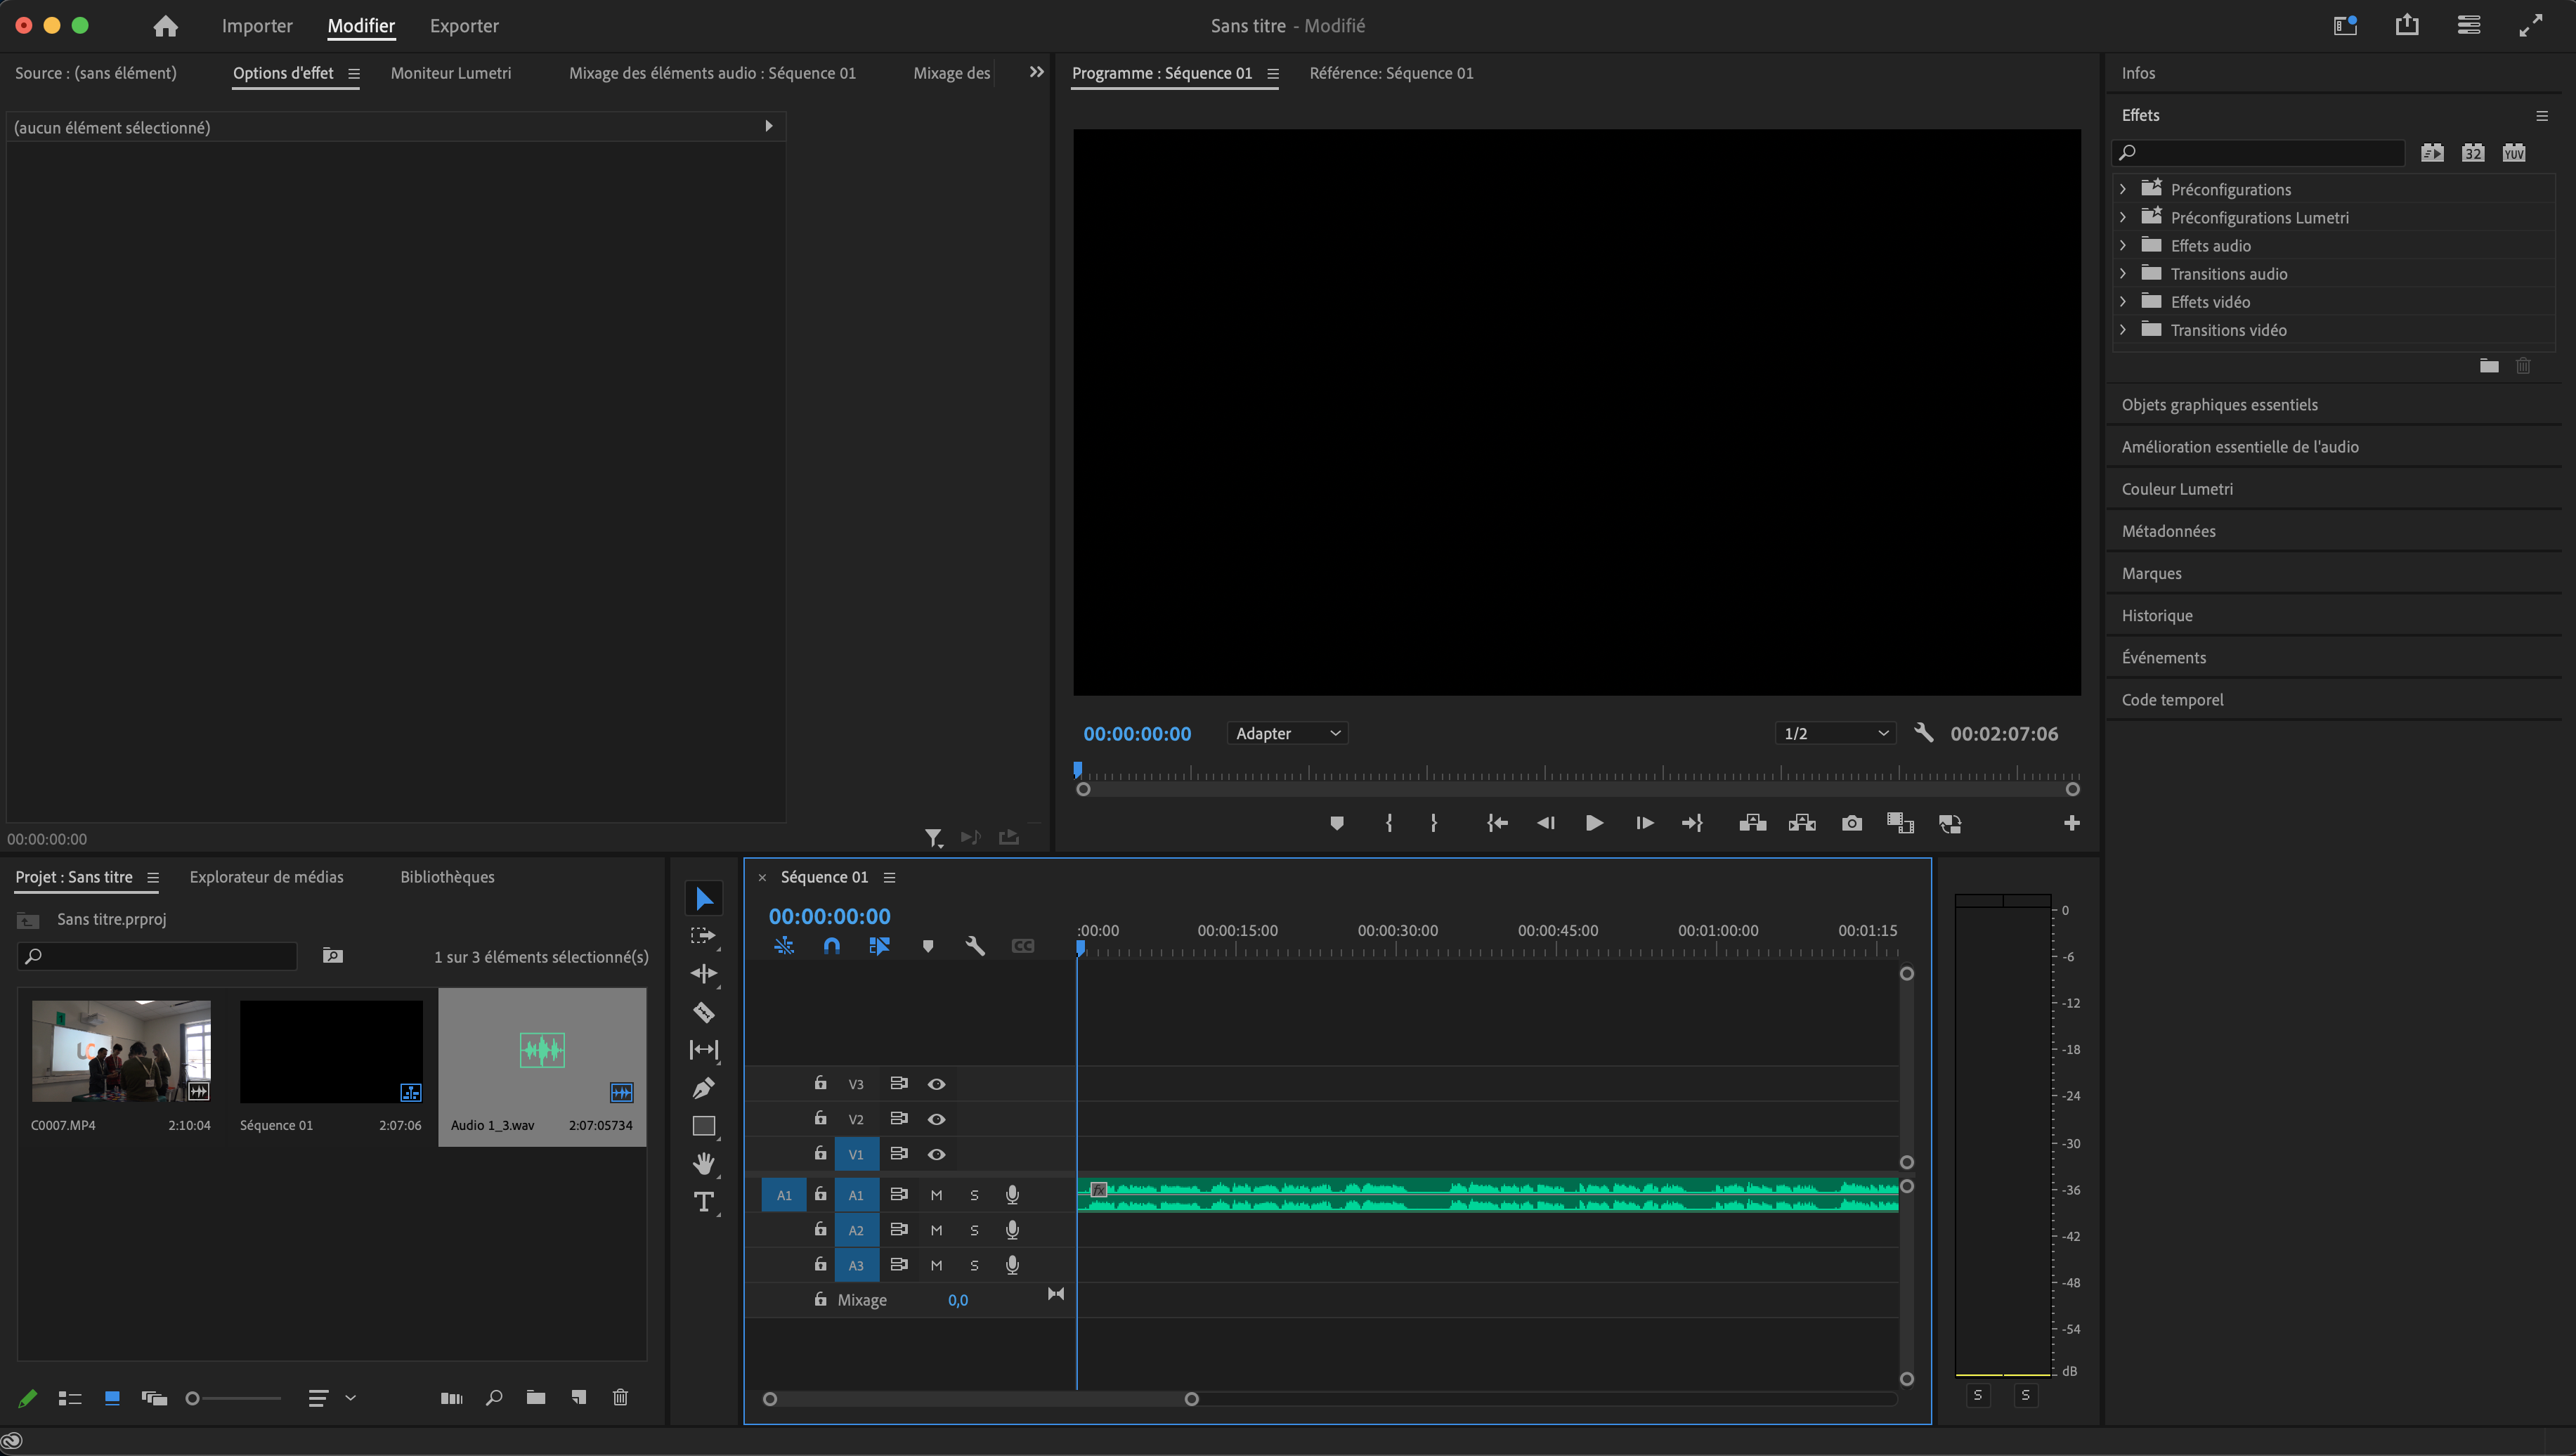 Importer Modifier Exporter Sans titre - Modifié
Source : (sans élément) Options d'effet Moniteur Lumetri Mixage des éléments audio : Séquence 01 Mixage des
(aucun élément sélectionné)
00:00:00:00
Programme : Séquence 01 Référence: Séquence 01
00:00:00:00 Adapter 1/2 00:02:07:06
Infos
Effets
32 YUV
Préconfigurations
Préconfigurations Lumetri
Effets audio
Transitions audio
Effets vidéo
Transitions vidéo
Objets graphiques essentiels
Amélioration essentielle de l'audio
Couleur Lumetri
Métadonnées
Marques
Historique
Événements
Code temporel
Projet : Sans titre Explorateur de médias Bibliothèques
Sans titre.prproj
1 sur 3 éléments sélectionné(s)
1
UC
C0007.MP4 2:10:04
Séquence 01 2:07:06
Audio 1_3.wav 2:07:05734
T
× Séquence 01
00:00:00:00
CC
:00:00 00:00:15:00 00:00:30:00 00:00:45:00 00:01:00:00 00:01:15
V3
V2
V1
A1 A1 M S fx
A2 M S
A3 M S
Mixage 0,0
0
-6
-12
-18
-24
-30
-36
-42
-48
-54
dB
S S